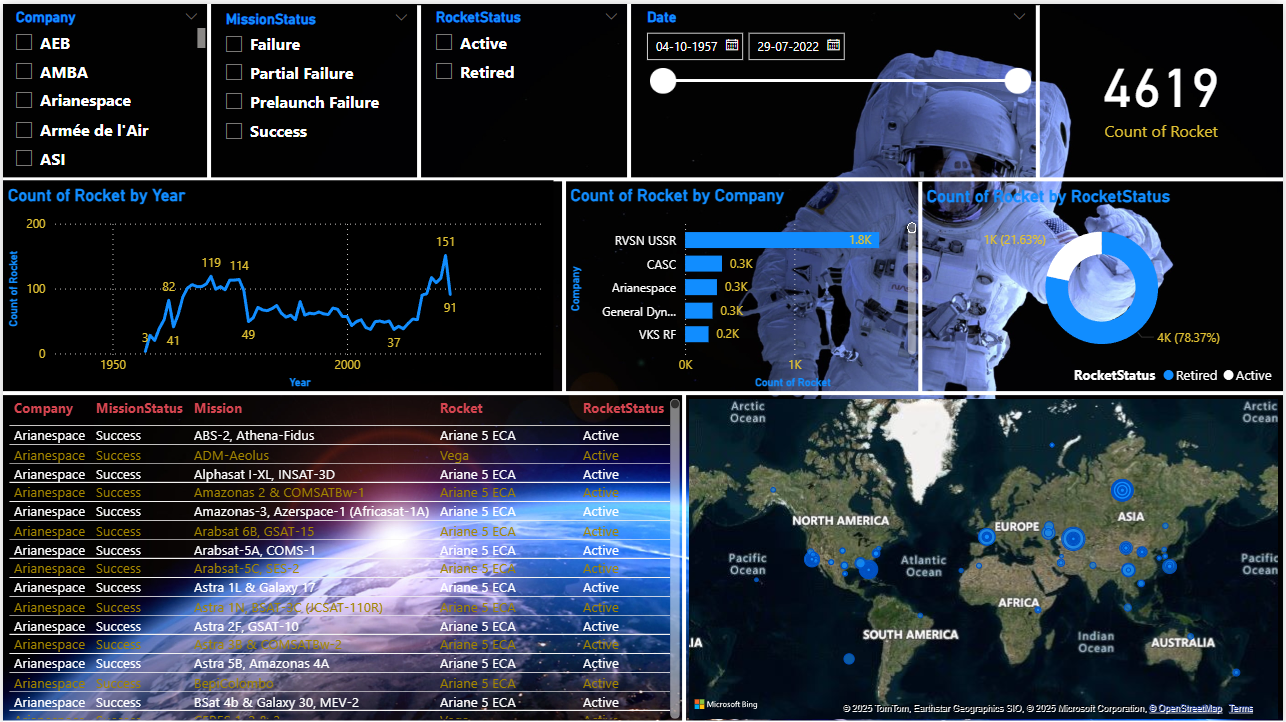 Company
AEB
AMBA
Arianespace
Armée de l'Air
ASI
MissionStatus
Failure
Partial Failure
Prelaunch Failure
Success
RocketStatus
Active
Retired
Date
04-10-1957 29-07-2022
4619
Count of Rocket
Count of Rocket by Year
Count of Rocket
200
100
0
3
82
41
119
114
49
37
151
91
1950 2000
Year
Count of Rocket by Company
Company
RVSN USSR 1.8K
CASC 0.3K
Arianespace 0.3K
General Dyn... 0.3K
VKS RF 0.2K
0K 1K
Count of Rocket
Count of Rocket by RocketStatus
1K (21.63%)
4K (78.37%)
RocketStatus Retired Active
Company MissionStatus Mission Rocket RocketStatus
Arianespace Success ABS-2, Athena-Fidus Ariane 5 ECA Active
Arianespace Success ADM-Aeolus Vega Active
Arianespace Success Alphasat I-XL, INSAT-3D Ariane 5 ECA Active
Arianespace Success Amazonas 2 & COMSATBw-1 Ariane 5 ECA Active
Arianespace Success Amazonas-3, Azerspace-1 (Africasat-1A) Ariane 5 ECA Active
Arianespace Success Arabsat 6B, GSAT-15 Ariane 5 ECA Active
Arianespace Success Arabsat-5A, COMS-1 Ariane 5 ECA Active
Arianespace Success Arabsat-5C, SES-2 Ariane 5 ECA Active
Arianespace Success Astra 1L & Galaxy 17 Ariane 5 ECA Active
Arianespace Success Astra 1N, (JCSAT-110R) Ariane 5 ECA Active
Arianespace Success Astra 2F, GSAT-10 Ariane 5 ECA Active
Arianespace Success Astra 3B & COMSATBw-2 Ariane 5 ECA Active
Arianespace Success Astra 5B, Amazonas 4A Ariane 5 ECA Active
Arianespace Success BepiColombo Ariane 5 ECA Active
Arianespace Success BSat 4b & Galaxy 30, MEV-2 Ariane 5 ECA Active
Arctic
Ocean
Arctic
Ocean
NORTH AMERICA
EUROPE
ASIA
Pacific
Ocean
Atlantic
Ocean
Pacific
Ocean
AFRICA
SOUTH AMERICA
Indian
Ocean
AUSTRALIA
IA
Microsoft Bing
© 2025 TomTom, Earthstar Geographics SIO, © 2025 Microsoft Corporation, © OpenStreetMap Terms